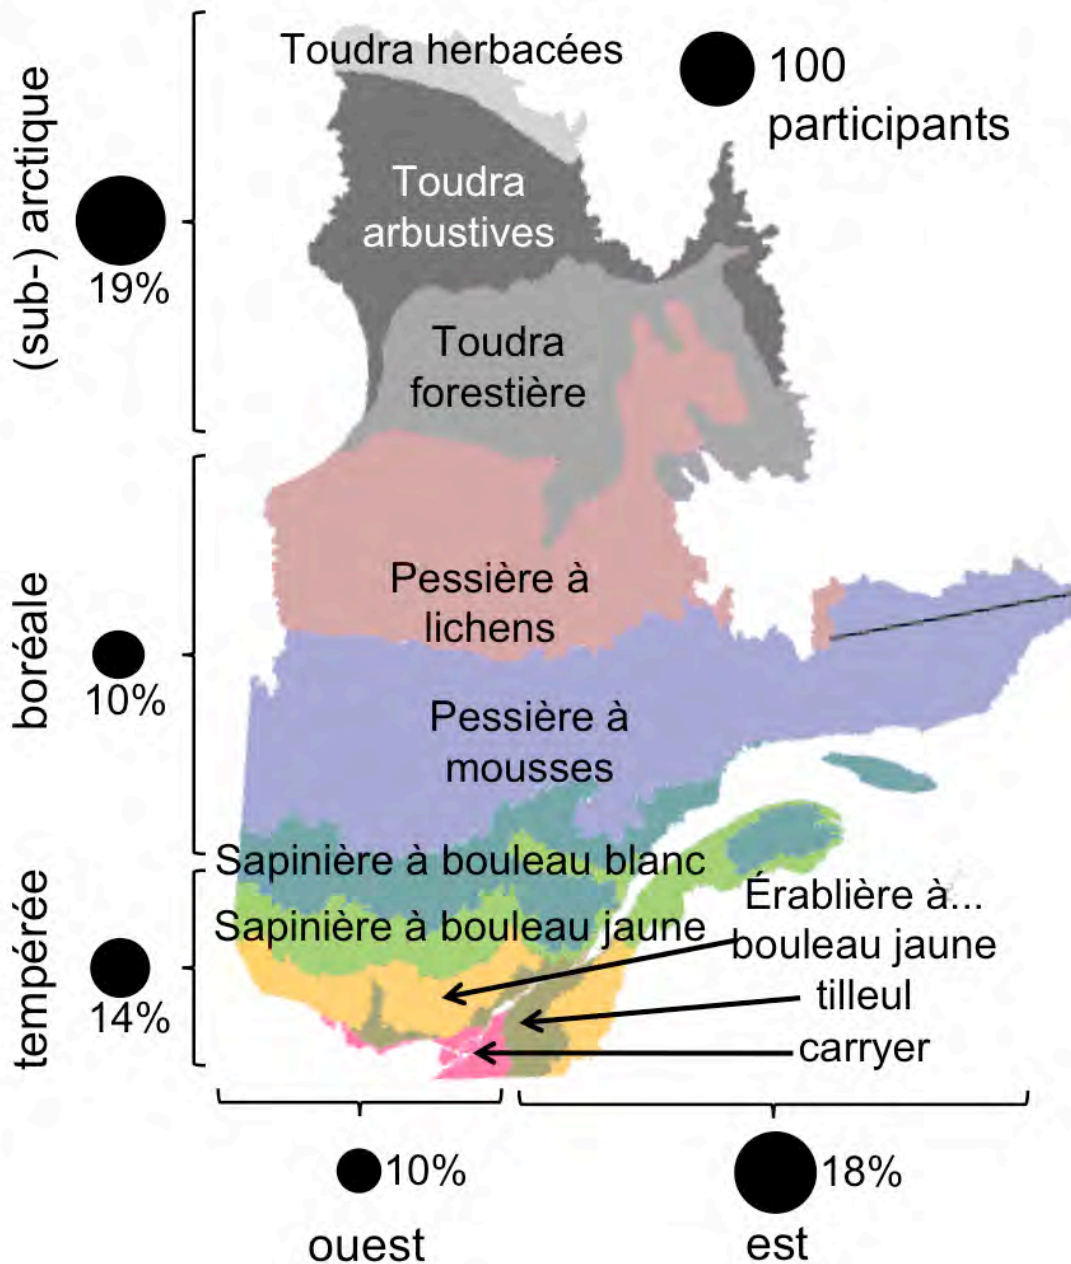 Toudra herbacées
100
participants
(sub-) arctique
19%
Toudra
arbustives
Toudra
forestière
boréale
10%
Pessière à
lichens
Pessière à
mousses
tempérée
14%
Sapinière à bouleau blanc
Sapinière à bouleau jaune
Érablière à...
bouleau jaune
tilleul
carryer
10%
18%
ouest
est